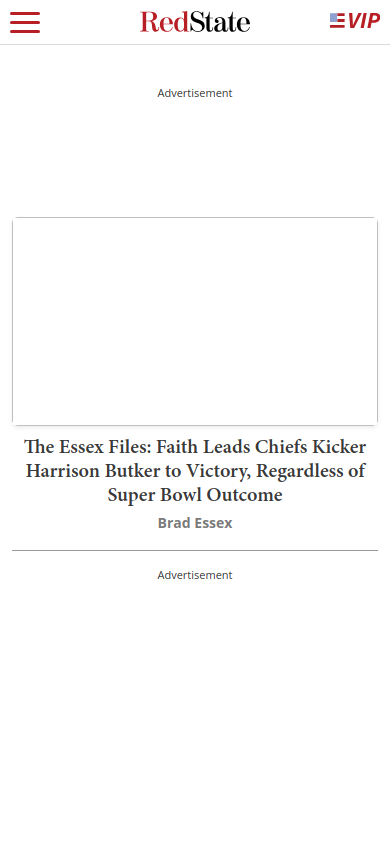 RedState
VIP
Advertisement
The Essex Files: Faith Leads Chiefs Kicker
Harrison Butker to Victory, Regardless of
Super Bowl Outcome
Brad Essex
Advertisement